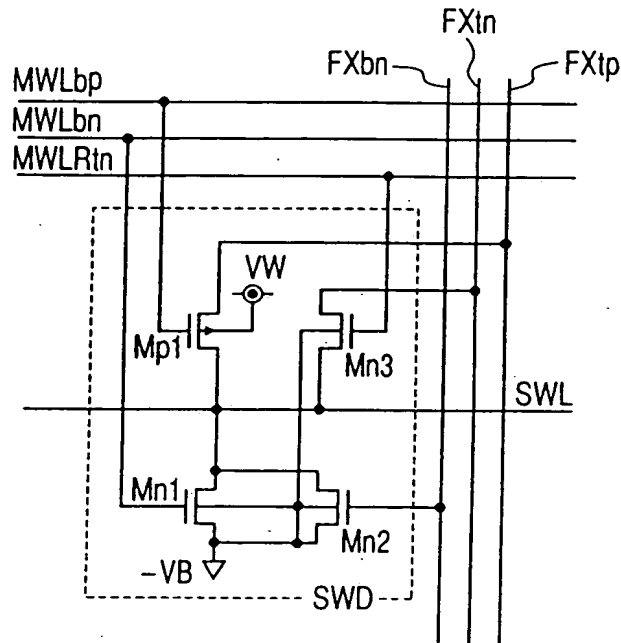 FXtn
FXbn
FXtp
MWLbp
MWLbn
MWLRtn
VW
Mp1
Mn3
SWL
Mn1
Mn2
-VB
SWD